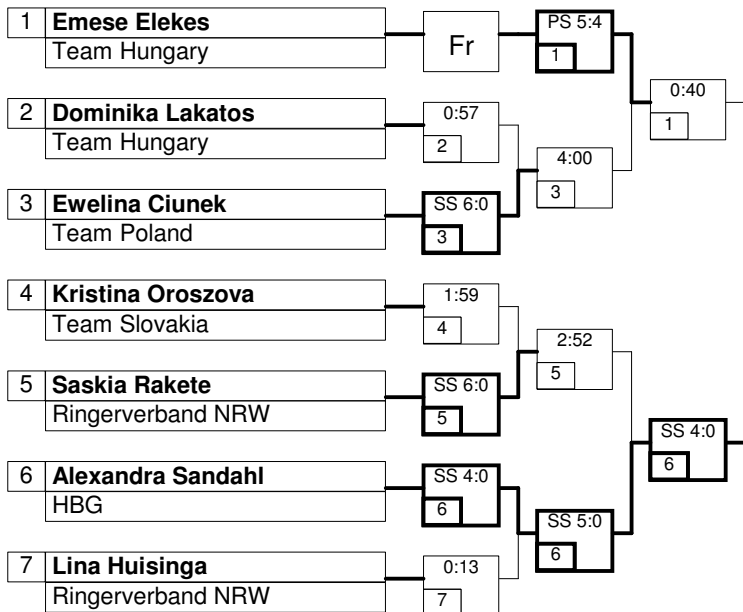 1 Emese Elekes
Team Hungary
Fr
PS 5:4
1
0:40
1
2 Dominika Lakatos
Team Hungary
0:57
2
4:00
3
3 Ewelina Ciunek
Team Poland
SS 6:0
3
4 Kristina Oroszova
Team Slovakia
1:59
4
2:52
5
5 Saskia Rakete
Ringerverband NRW
SS 6:0
5
SS 4:0
6
6 Alexandra Sandahl
HBG
SS 4:0
6
SS 5:0
6
7 Lina Huisinga
Ringerverband NRW
0:13
7